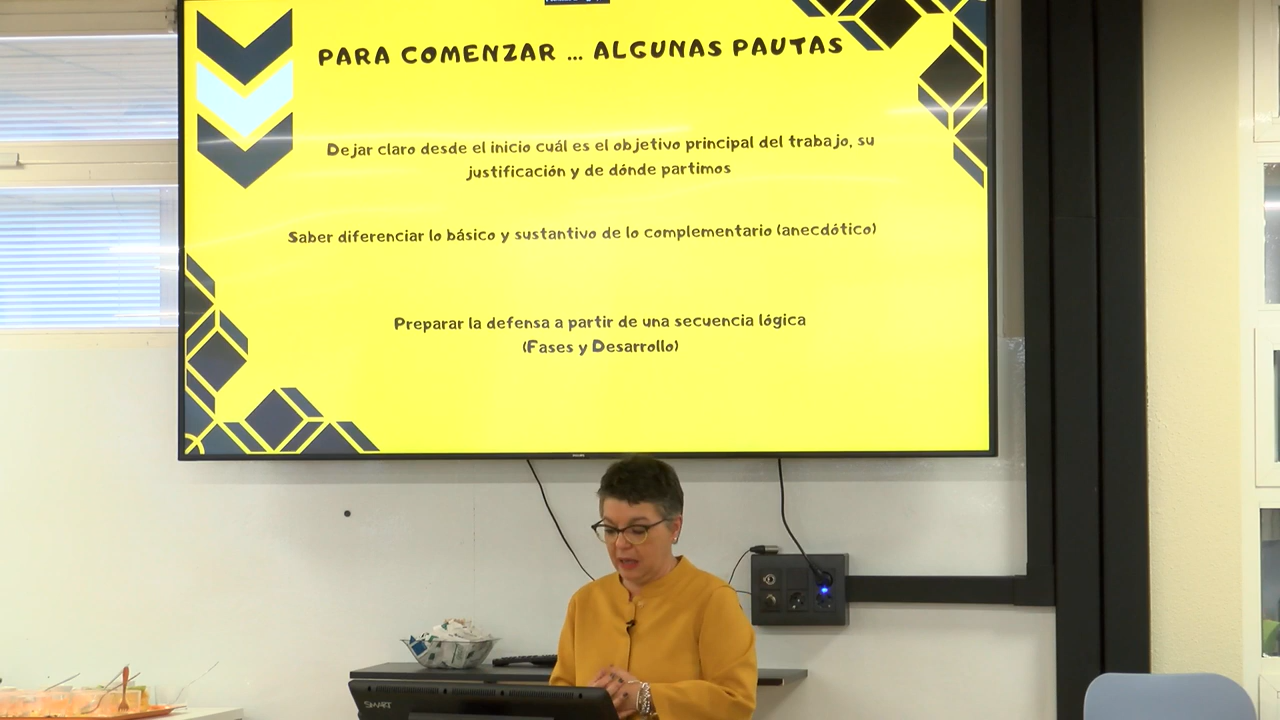 PARA COMENZAR ... ALGUNAS PAUTAS
Dejar claro desde el inicio cuál es el objetivo principal del trabajo, su
justificación y de dónde partimos
Saber diferenciar lo básico y sustantivo de lo complementario (anecdótico)
Preparar la defensa a partir de una secuencia lógica
(Fases y Desarrollo)
SMART